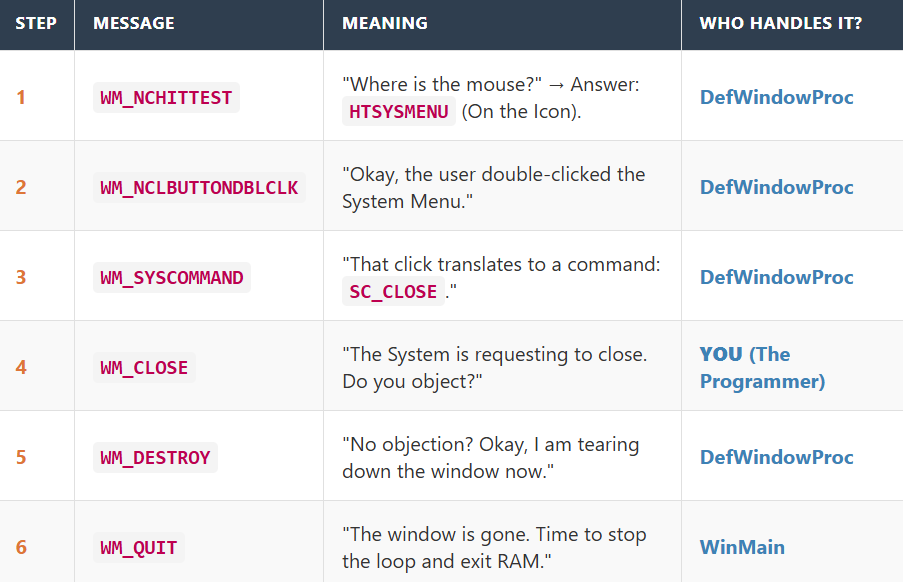 STEP MESSAGE MEANING WHO HANDLES IT?
1 WM_NCHITTEST "Where is the mouse?" → Answer: DefWindowProc
HTSYSMENU (On the Icon).
2 WM_NCLBUTTONDBLCLK "Okay, the user double-clicked the DefWindowProc
System Menu."
3 WM_SYSCOMMAND "That click translates to a command: DefWindowProc
SC_CLOSE."
4 WM_CLOSE "The System is requesting to close. YOU (The
Do you object?" Programmer)
5 WM_DESTROY "No objection? Okay, I am tearing DefWindowProc
down the window now."
6 WM_QUIT "The window is gone. Time to stop WinMain
the loop and exit RAM."